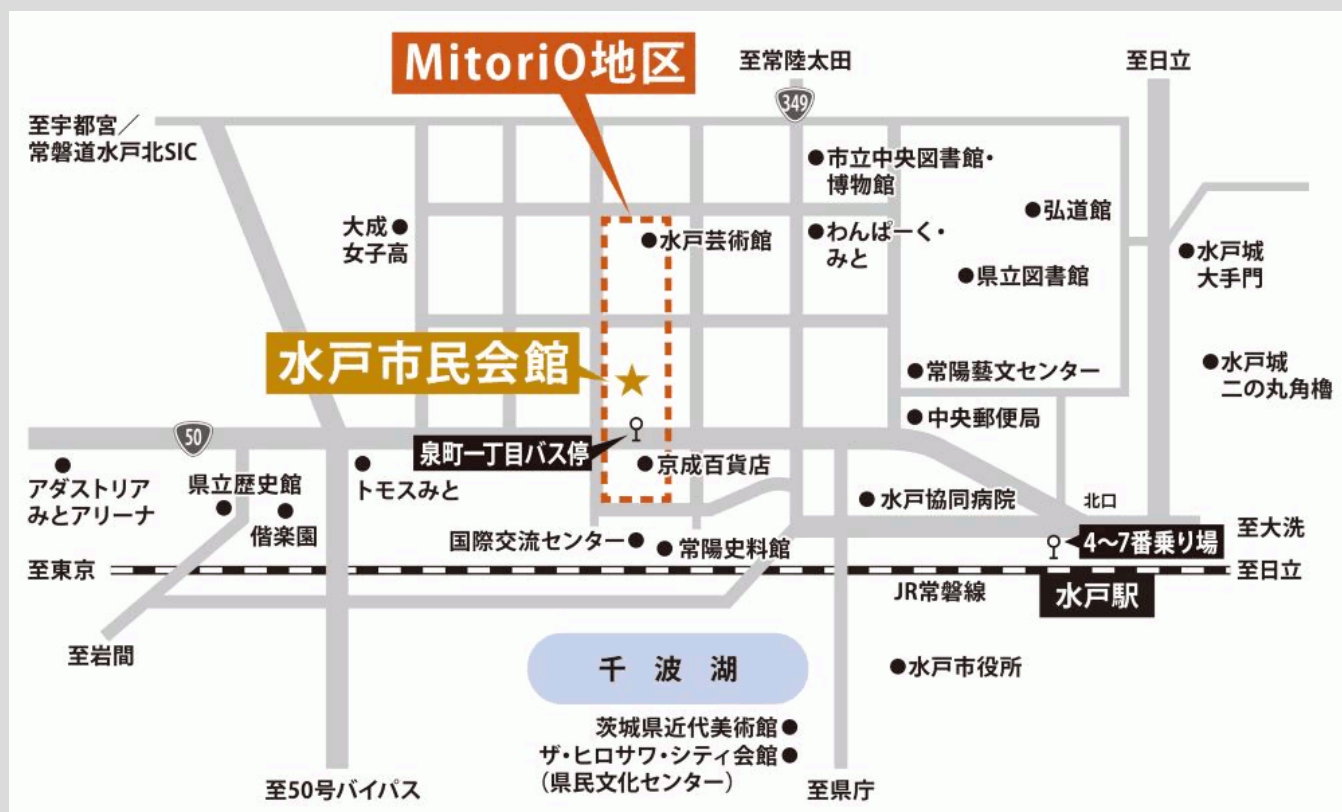 MitoriO地区
至常陸太田
至日立
349
至宇都宮／
常磐道水戸北SIC
市立中央図書館・
博物館
弘道館
大成
女子高
水戸芸術館
わんぱーく・
みと
水戸城
大手門
県立図書館
水戸市民会館
常陽藝文センター
水戸城
二の丸角櫓
中央郵便局
50
泉町一丁目バス停
京成百貨店
アダストリア
みとアリーナ
県立歴史館
トモスみと
偕楽園
水戸協同病院
北口
国際交流センター
常陽史料館
4～7番乗り場
至大洗
至東京
至日立
JR常磐線
水戸駅
至岩間
千波湖
水戸市役所
茨城県近代美術館
ザ・ヒロサワ・シティ会館
（県民文化センター）
至50号バイパス
至県庁